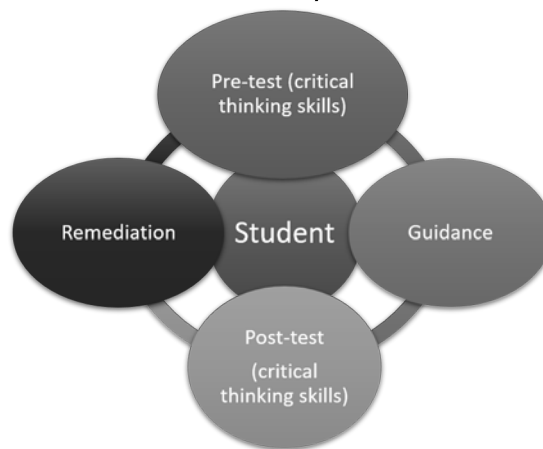 Pre-test (critical
thinking skills)
Remediation
Student
Guidance
Post-test
(critical
thinking skills)